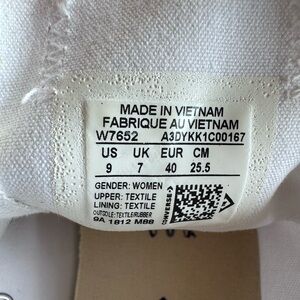 MADE IN VIETNAM
FABRIQUE AU VIETNAM
W7652 A3DYKK1C00167
US UK EUR CM
9 7 40 25.5
GENDER: WOMEN
UPPER: TEXTILE
LINING: TEXTILE
OUTSOLE: TEXTILE/RUBBER
9A 1812 M88
CONVERSE